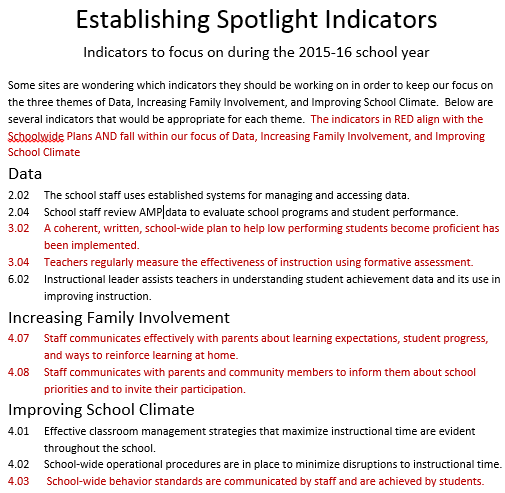 Establishing Spotlight Indicators
Indicators to focus on during the 2015-16 school year
Some sites are wondering which indicators they should be working on in order to keep our focus on
the three themes of Data, Increasing Family Involvement, and Improving School Climate.  Below are
several indicators that would be appropriate for each theme.  The indicators in RED align with the
Schoolwide Plans AND fall within our focus of Data, Increasing Family Involvement, and Improving
School Climate
Data
2.02 The school staff uses established systems for managing and accessing data.
2.04 School staff review AMP data to evaluate school programs and student performance.
3.02 A coherent, written, school-wide plan to help low performing students become proficient has
been implemented.
3.04 Teachers regularly measure the effectiveness of instruction using formative assessment.
6.02 Instructional leader assists teachers in understanding student achievement data and its use in
improving instruction.
Increasing Family Involvement
4.07 Staff communicates effectively with parents about learning expectations, student progress,
and ways to reinforce learning at home.
4.08 Staff communicates with parents and community members to inform them about school
priorities and to invite their participation.
Improving School Climate
4.01 Effective classroom management strategies that maximize instructional time are evident
throughout the school.
4.02 School-wide operational procedures are in place to minimize disruptions to instructional time.
4.03 School-wide behavior standards are communicated by staff and are achieved by students.